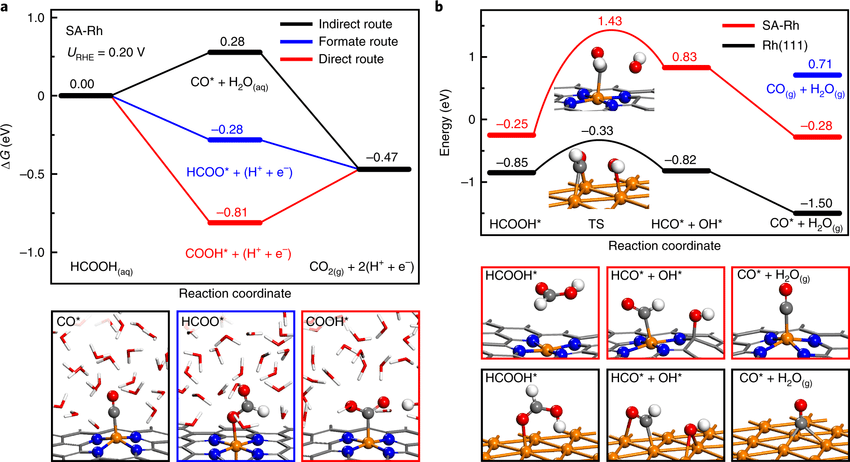 a
SA-Rh
U_RHE = 0.20 V
Indirect route
Formate route
Direct route
1.0
0.5
0
−0.5
−1.0
ΔG (eV)
0.00
0.28
CO* + H2O(aq)
−0.28
HCOO* + (H+ + e−)
−0.81
COOH* + (H+ + e−)
−0.47
HCOOH(aq)
CO2(g) + 2(H+ + e−)
Reaction coordinate
CO*
HCOO*
COOH*
b
SA-Rh
Rh(111)
1
0
−1
Energy (eV)
1.43
0.83
0.71
CO(g) + H2O(g)
−0.25
−0.33
−0.28
−0.85
−0.82
−1.50
HCOOH*
TS
HCO* + OH*
CO* + H2O(g)
Reaction coordinate
HCOOH*
HCO* + OH*
CO* + H2O(g)
HCOOH*
HCO* + OH*
CO* + H2O(g)